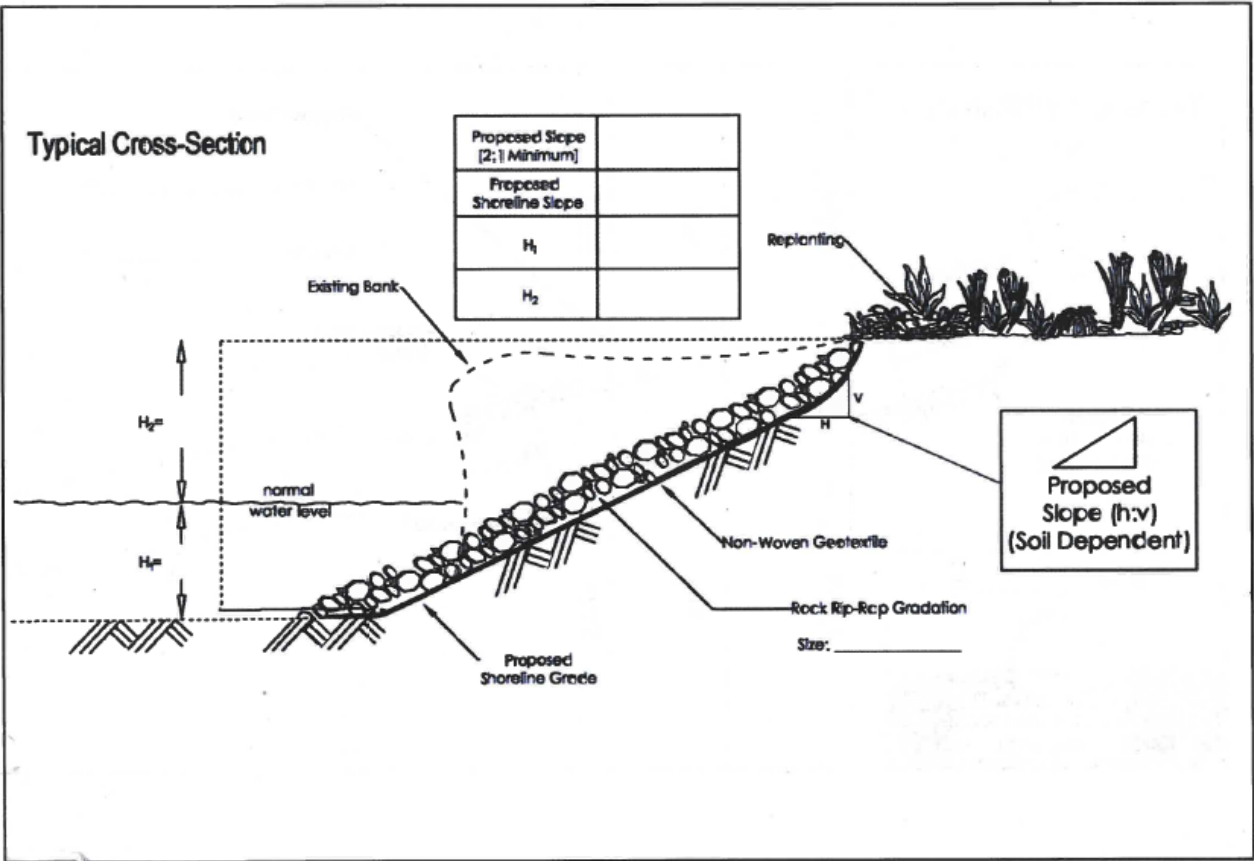 Typical Cross-Section
Proposed Slope
[2:1 Minimum]
Proposed
Shoreline Slope
H₁
H₂
Replanting
Existing Bank
H₂=
normal
water level
H₁=
V
H
Proposed
Slope (h:v)
(Soil Dependent)
Non-Woven Geotextile
Rock Rip-Rap Gradation
Size:
Proposed
Shoreline Grade